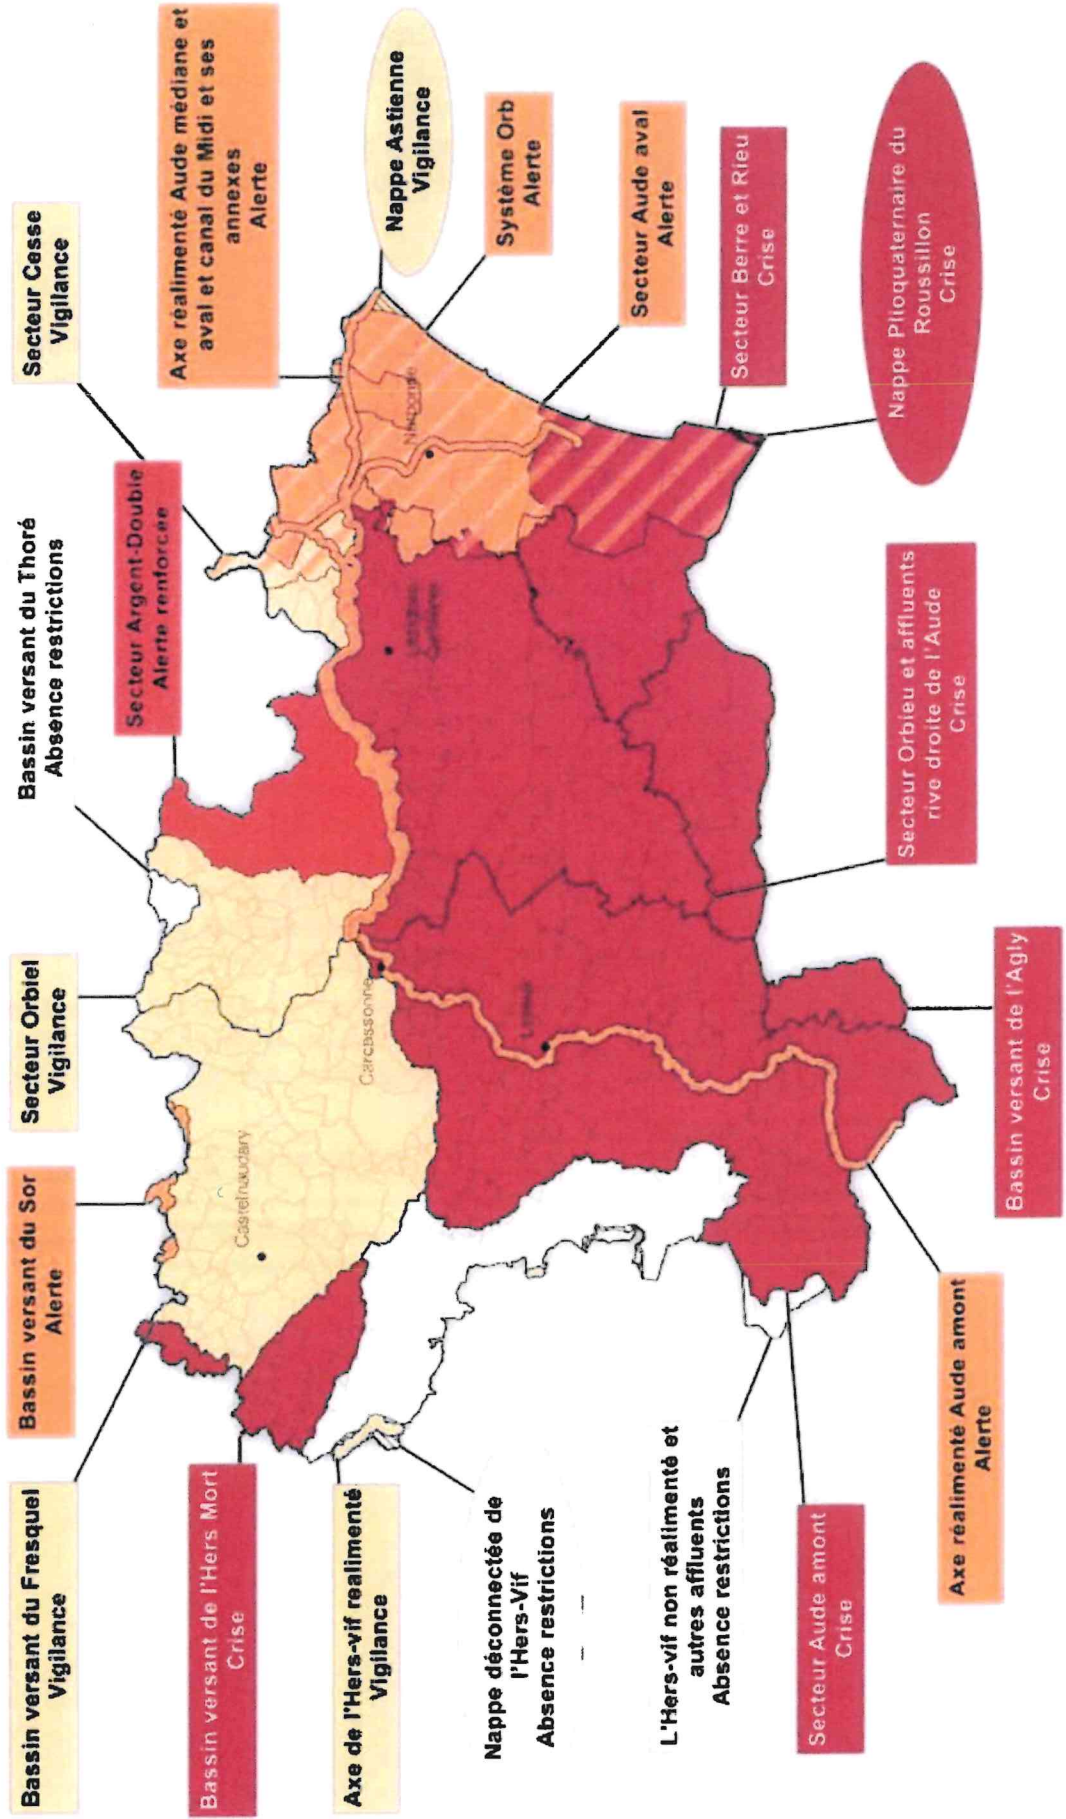 Bassin versant du Fresquel
Vigilance
Bassin versant du Sor
Alerte
Secteur Orbiel
Vigilance
Bassin versant du Thoré
Absence restrictions
Secteur Cesse
Vigilance
Secteur Argent-Double
Alerte renforcée
Axe réalimenté Aude médiane et
aval et canal du Midi et ses
annexes
Alerte
Nappe Astienne
Vigilance
Système Orb
Alerte
Secteur Aude aval
Alerte
Secteur Berre et Rieu
Crise
Nappe Plioquaternaire du
Roussillon
Crise
Bassin versant de l'Hers Mort
Crise
Axe de l'Hers-vif realimenté
Vigilance
Nappe déconnectée de
l'Hers-Vif
Absence restrictions
L'Hers-vif non réalimenté et
autres affluents
Absence restrictions
Secteur Aude amont
Crise
Axe réalimenté Aude amont
Alerte
Bassin versant de l'Agly
Crise
Secteur Orbieu et affluents
rive droite de l'Aude
Crise
Castelnaudary
Carcassonne
Narbonne